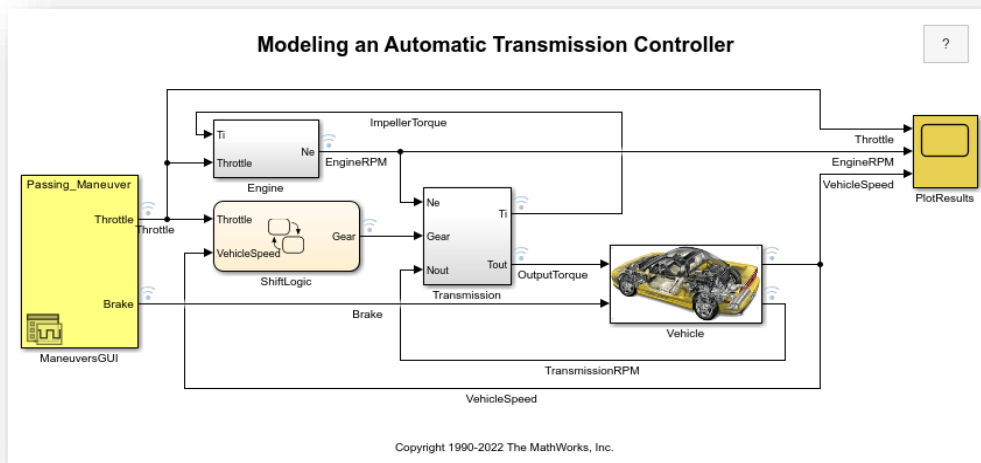 Modeling an Automatic Transmission Controller
?
ImpellerTorque
Ti
Throttle
Ne
EngineRPM
Engine
Throttle
EngineRPM
VehicleSpeed
PlotResults
Passing_Maneuver
Throttle
Brake
ManeuversGUI
Throttle
Throttle
VehicleSpeed
Gear
ShiftLogic
Ne
Gear
Nout
Ti
Tout
Transmission
OutputTorque
Brake
Vehicle
TransmissionRPM
VehicleSpeed
Copyright 1990-2022 The MathWorks, Inc.